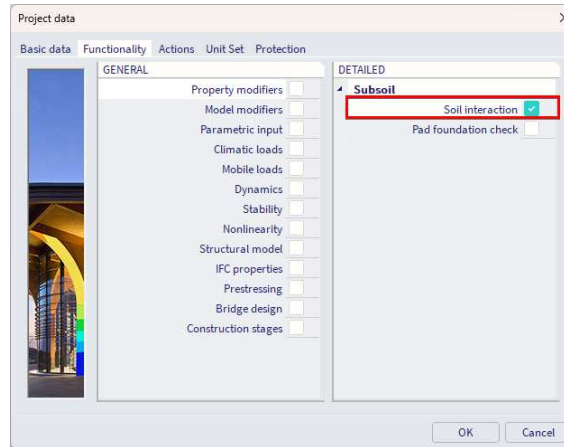 Project data
Basic data Functionality Actions Unit Set Protection
GENERAL
Property modifiers
Model modifiers
Parametric input
Climatic loads
Mobile loads
Dynamics
Stability
Nonlinearity
Structural model
IFC properties
Prestressing
Bridge design
Construction stages
DETAILED
Subsoil
Soil interaction
Pad foundation check
OK Cancel